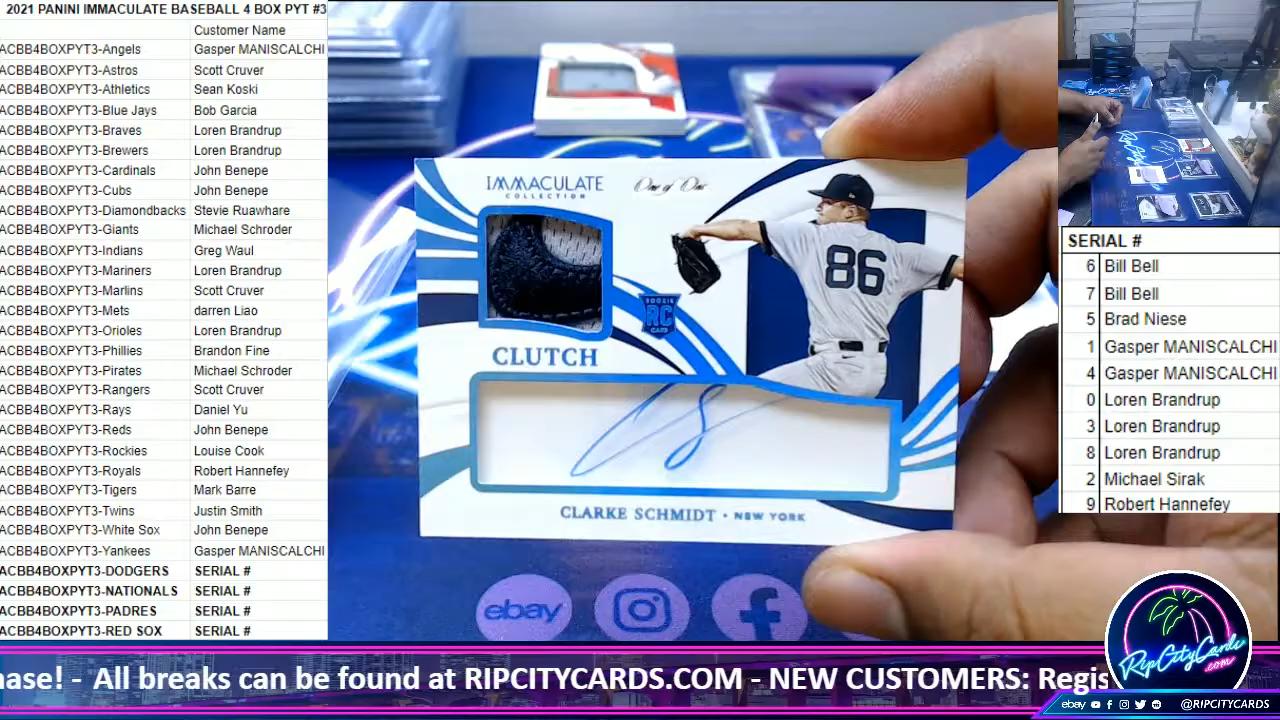 2021 PANINI IMMACULATE BASEBALL 4 BOX PYT #3
Customer Name
ACBB4BOXPYT3-Angels Gasper MANISCALCHI
ACBB4BOXPYT3-Astros Scott Cruver
ACBB4BOXPYT3-Athletics Sean Koski
ACBB4BOXPYT3-Blue Jays Bob Garcia
ACBB4BOXPYT3-Braves Loren Brandrup
ACBB4BOXPYT3-Brewers Loren Brandrup
ACBB4BOXPYT3-Cardinals John Benepe
ACBB4BOXPYT3-Cubs John Benepe
ACBB4BOXPYT3-Diamondbacks Stevie Ruawhare
ACBB4BOXPYT3-Giants Michael Schroder
ACBB4BOXPYT3-Indians Greg Waul
ACBB4BOXPYT3-Mariners Loren Brandrup
ACBB4BOXPYT3-Marlins Scott Cruver
ACBB4BOXPYT3-Mets darren Liao
ACBB4BOXPYT3-Orioles Loren Brandrup
ACBB4BOXPYT3-Phillies Brandon Fine
ACBB4BOXPYT3-Pirates Michael Schroder
ACBB4BOXPYT3-Rangers Scott Cruver
ACBB4BOXPYT3-Rays Daniel Yu
ACBB4BOXPYT3-Reds John Benepe
ACBB4BOXPYT3-Rockies Louise Cook
ACBB4BOXPYT3-Royals Robert Hannefey
ACBB4BOXPYT3-Tigers Mark Barre
ACBB4BOXPYT3-Twins Justin Smith
ACBB4BOXPYT3-White Sox John Benepe
ACBB4BOXPYT3-Yankees Gasper MANISCALCHI
ACBB4BOXPYT3-DODGERS SERIAL #
ACBB4BOXPYT3-NATIONALS SERIAL #
ACBB4BOXPYT3-PADRES SERIAL #
ACBB4BOXPYT3-RED SOX SERIAL #
IMMACULATE
COLLECTION
One of One
86
ROOKIE
RC
CARD
CLUTCH
CLARKE SCHMIDT • NEW YORK
ebay
SERIAL #
6 Bill Bell
7 Bill Bell
5 Brad Niese
1 Gasper MANISCALCHI
4 Gasper MANISCALCHI
0 Loren Brandrup
3 Loren Brandrup
8 Loren Brandrup
2 Michael Sirak
9 Robert Hannefey
RipCityCards
.com
ase! - All breaks can be found at RIPCITYCARDS.COM - NEW CUSTOMERS: Regis
ebay @RIPCITYCARDS